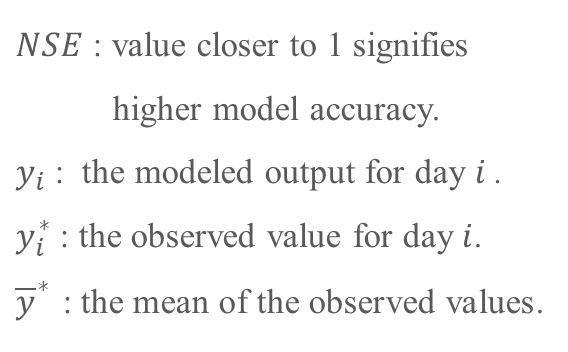 NSE : value closer to 1 signifies
higher model accuracy.
yᵢ : the modeled output for day i .
yᵢ* : the observed value for day i.
y̅* : the mean of the observed values.